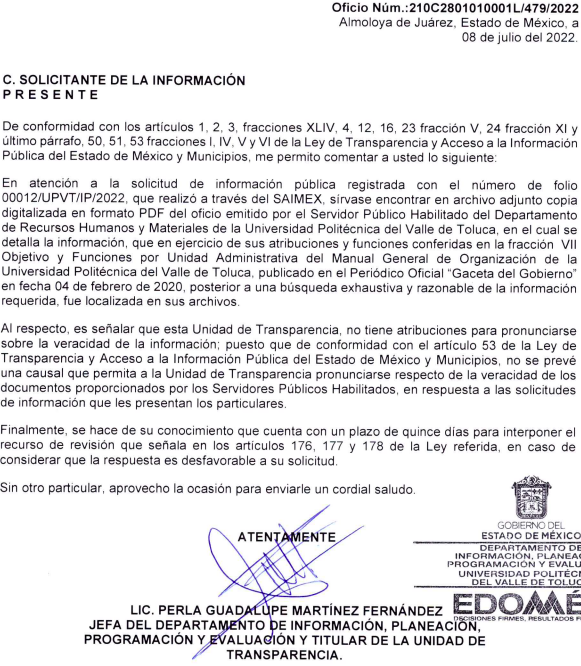 Oficio Núm.:210C2801010001L/479/2022
Almoloya de Juárez, Estado de México, a
08 de julio del 2022.
C. SOLICITANTE DE LA INFORMACIÓN
P R E S E N T E
De conformidad con los artículos 1, 2, 3, fracciones XLIV, 4, 12, 16, 23 fracción V, 24 fracción XI y
último párrafo, 50, 51, 53 fracciones I, IV, V y VI de la Ley de Transparencia y Acceso a la Información
Pública del Estado de México y Municipios, me permito comentar a usted lo siguiente:
En atención a la solicitud de información pública registrada con el número de folio
00012/UPVT/IP/2022, que realizó a través del SAIMEX, sírvase encontrar en archivo adjunto copia
digitalizada en formato PDF del oficio emitido por el Servidor Público Habilitado del Departamento
de Recursos Humanos y Materiales de la Universidad Politécnica del Valle de Toluca, en el cual se
detalla la información, que en ejercicio de sus atribuciones y funciones conferidas en la fracción VII
Objetivo y Funciones por Unidad Administrativa del Manual General de Organización de la
Universidad Politécnica del Valle de Toluca, publicado en el Periódico Oficial “Gaceta del Gobierno”
en fecha 04 de febrero de 2020, posterior a una búsqueda exhaustiva y razonable de la información
requerida, fue localizada en sus archivos.
Al respecto, es señalar que esta Unidad de Transparencia, no tiene atribuciones para pronunciarse
sobre la veracidad de la información; puesto que de conformidad con el artículo 53 de la Ley de
Transparencia y Acceso a la Información Pública del Estado de México y Municipios, no se prevé
una causal que permita a la Unidad de Transparencia pronunciarse respecto de la veracidad de los
documentos proporcionados por los Servidores Públicos Habilitados, en respuesta a las solicitudes
de información que les presentan los particulares.
Finalmente, se hace de su conocimiento que cuenta con un plazo de quince días para interponer el
recurso de revisión que señala en los artículos 176, 177 y 178 de la Ley referida, en caso de
considerar que la respuesta es desfavorable a su solicitud.
Sin otro particular, aprovecho la ocasión para enviarle un cordial saludo.
ATENTAMENTE
GOBIERNO DEL
ESTADO DE MÉXICO
DEPARTAMENTO DE
INFORMACIÓN, PLANEAC
PROGRAMACIÓN Y EVALU
UNIVERSIDAD POLITÉC
DEL VALLE DE TOLUC
EDOMÉ
DECISIONES FIRMES, RESULTADOS F
LIC. PERLA GUADALUPE MARTÍNEZ FERNÁNDEZ
JEFA DEL DEPARTAMENTO DE INFORMACIÓN, PLANEACIÓN,
PROGRAMACIÓN Y EVALUACIÓN Y TITULAR DE LA UNIDAD DE
TRANSPARENCIA.